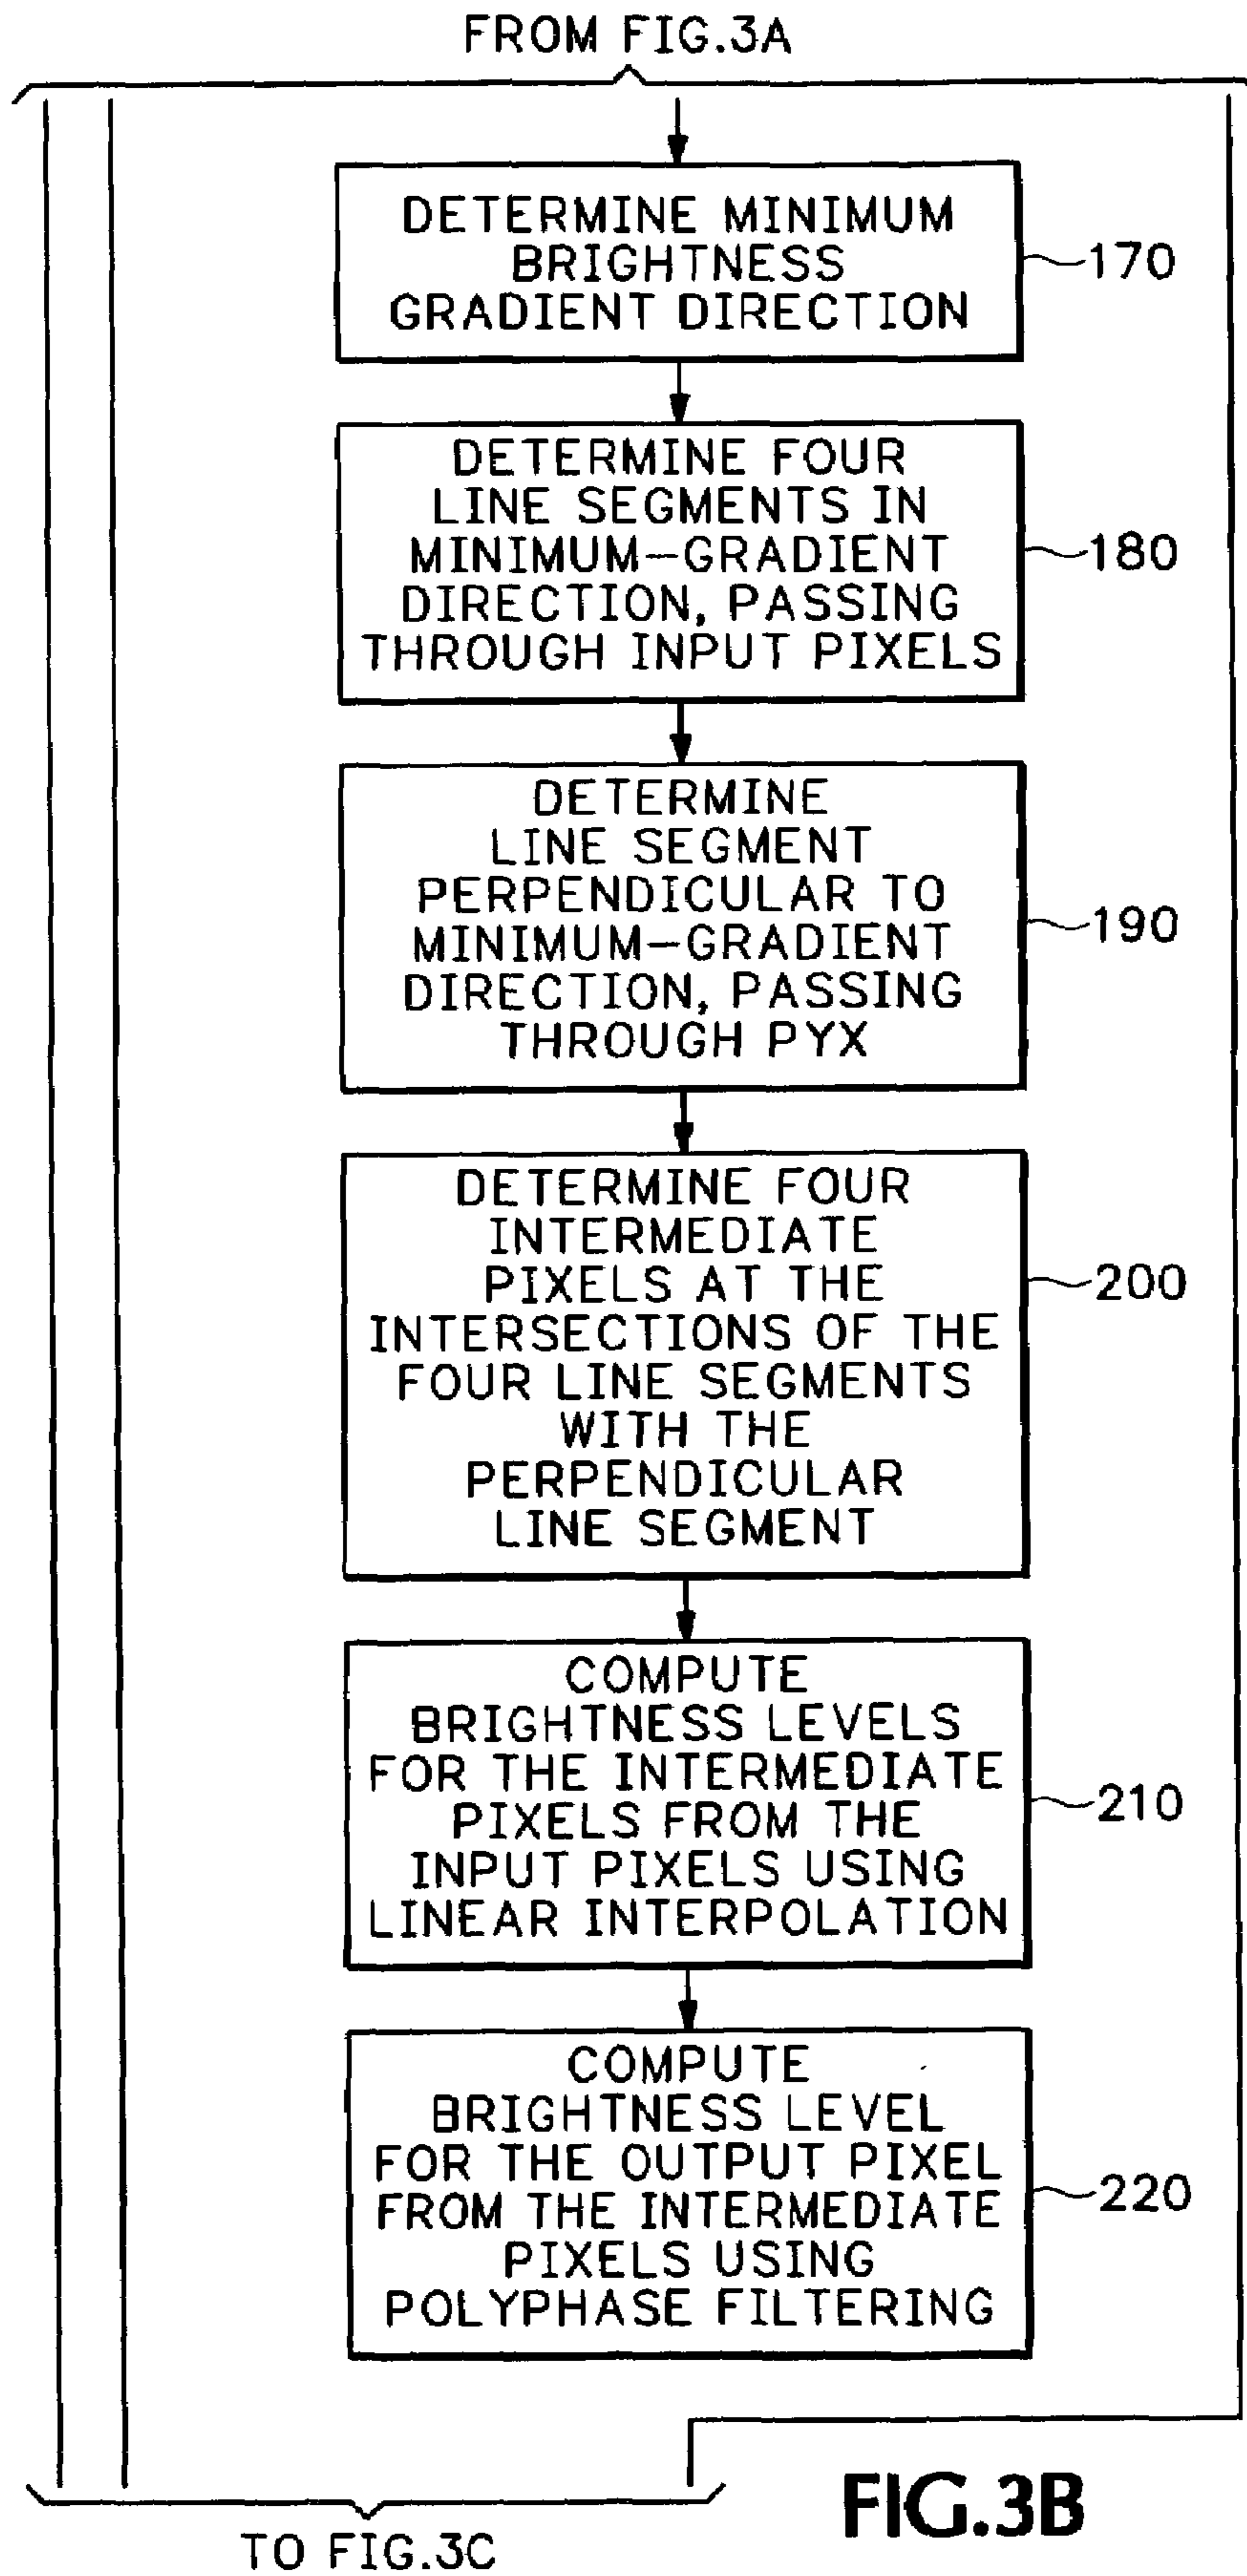 FROM FIG.3A
DETERMINE MINIMUM
BRIGHTNESS
GRADIENT DIRECTION
170
DETERMINE FOUR
LINE SEGMENTS IN
MINIMUM-GRADIENT
DIRECTION, PASSING
THROUGH INPUT PIXELS
180
DETERMINE
LINE SEGMENT
PERPENDICULAR TO
MINIMUM-GRADIENT
DIRECTION, PASSING
THROUGH PYX
190
DETERMINE FOUR
INTERMEDIATE
PIXELS AT THE
INTERSECTIONS OF THE
FOUR LINE SEGMENTS
WITH THE
PERPENDICULAR
LINE SEGMENT
200
COMPUTE
BRIGHTNESS LEVELS
FOR THE INTERMEDIATE
PIXELS FROM THE
INPUT PIXELS USING
LINEAR INTERPOLATION
210
COMPUTE
BRIGHTNESS LEVEL
FOR THE OUTPUT PIXEL
FROM THE INTERMEDIATE
PIXELS USING
POLYPHASE FILTERING
220
TO FIG.3C
FIG.3B